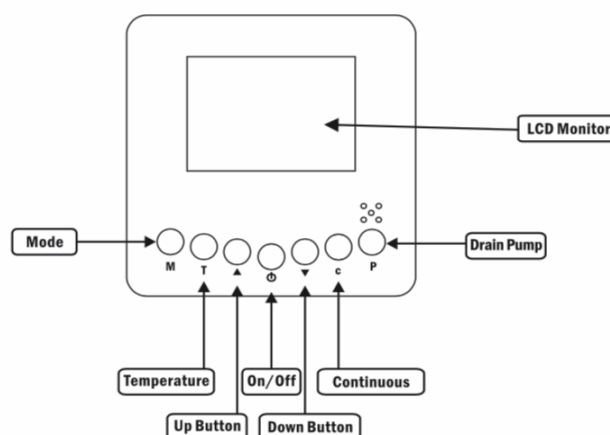 LCD Monitor
Mode
Drain Pump
M T ▲ ▼ c P
Temperature
On/Off
Continuous
Up Button
Down Button